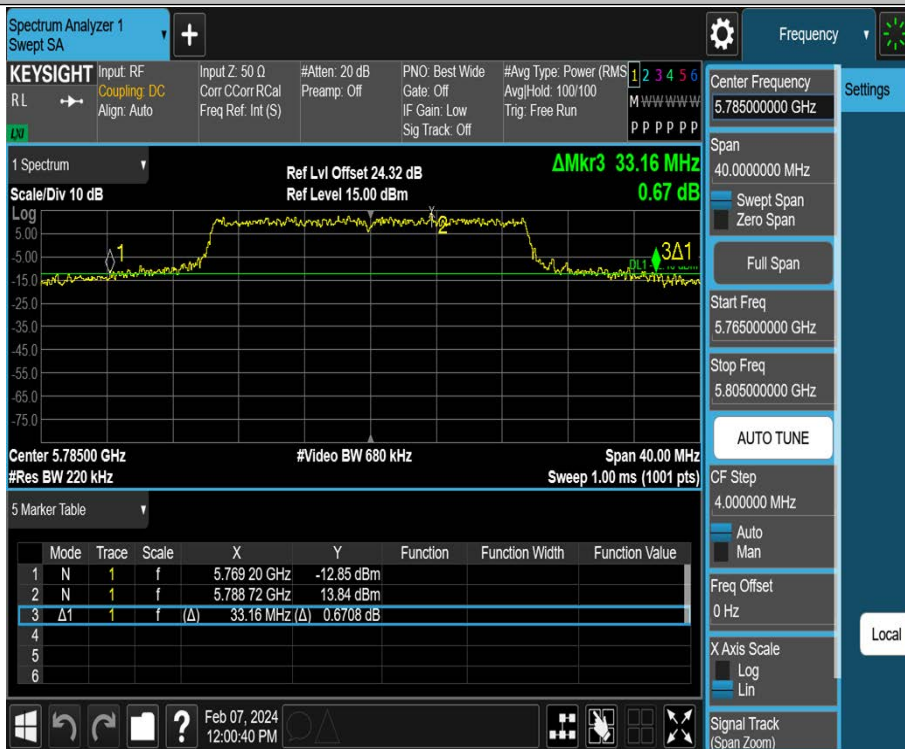 Spectrum Analyzer 1
Swept SA
+
Frequency
KEYSIGHT
RL
LXI
Input: RF
Coupling: DC
Align: Auto
Input Z: 50 Ω
Corr CCorr RCal
Freq Ref: Int (S)
#Atten: 20 dB
Preamp: Off
PNO: Best Wide
Gate: Off
IF Gain: Low
Sig Track: Off
#Avg Type: Power (RMS
Avg|Hold: 100/100
Trig: Free Run
1 2 3 4 5 6
M W W W W W
P P P P P P
1 Spectrum
Scale/Div 10 dB
Ref Lvl Offset 24.32 dB
Ref Level 15.00 dBm
ΔMkr3 33.16 MHz
0.67 dB
Log
5.00
-5.00
-15.0
-25.0
-35.0
-45.0
-55.0
-65.0
-75.0
1
2
3Δ1
DL1
Center 5.78500 GHz
#Res BW 220 kHz
#Video BW 680 kHz
Span 40.00 MHz
Sweep 1.00 ms (1001 pts)
5 Marker Table
Mode Trace Scale X Y Function Function Width Function Value
1 N 1 f 5.769 20 GHz -12.85 dBm
2 N 1 f 5.788 72 GHz 13.84 dBm
3 Δ1 1 f (Δ) 33.16 MHz (Δ) 0.6708 dB
4
5
6
?
Feb 07, 2024
12:00:40 PM
Center Frequency
5.785000000 GHz
Span
40.0000000 MHz
Swept Span
Zero Span
Full Span
Start Freq
5.765000000 GHz
Stop Freq
5.805000000 GHz
AUTO TUNE
CF Step
4.000000 MHz
Auto
Man
Freq Offset
0 Hz
X Axis Scale
Log
Lin
Signal Track
(Span Zoom)
Settings
Local